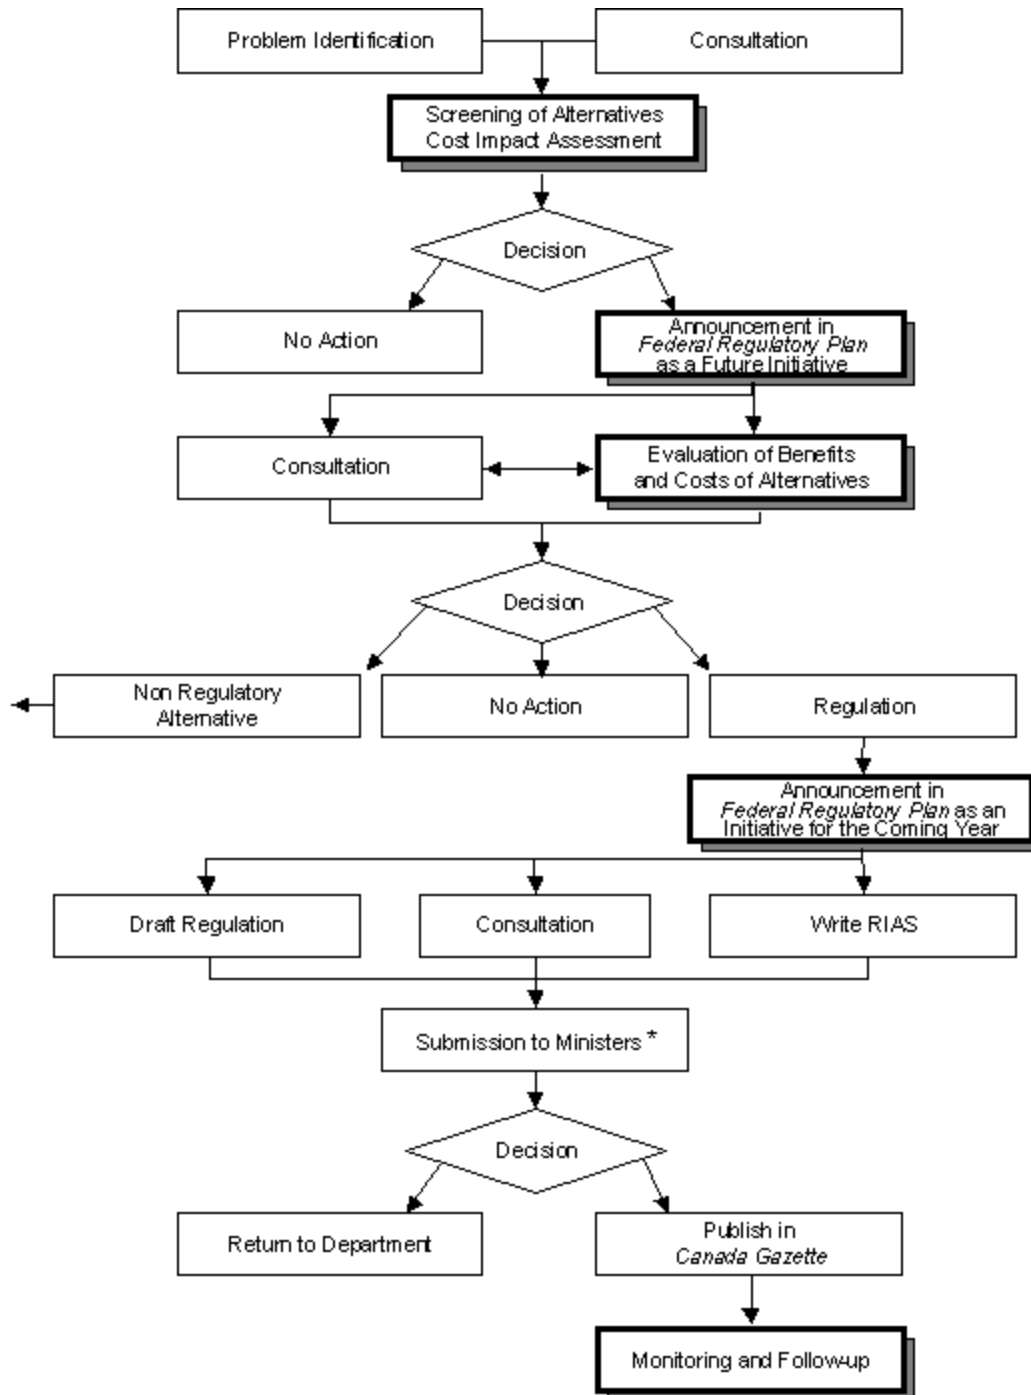 Problem Identification
Consultation
Screening of Alternatives
Cost Impact Assessment
Decision
No Action
Announcement in
Federal Regulatory Plan
as a Future Initiative
Consultation
Evaluation of Benefits
and Costs of Alternatives
Decision
Non Regulatory
Alternative
No Action
Regulation
Announcement in
Federal Regulatory Plan as an
Initiative for the Coming Year
Draft Regulation
Consultation
Write RIAS
Submission to Ministers *
Decision
Return to Department
Publish in
Canada Gazette
Monitoring and Follow-up